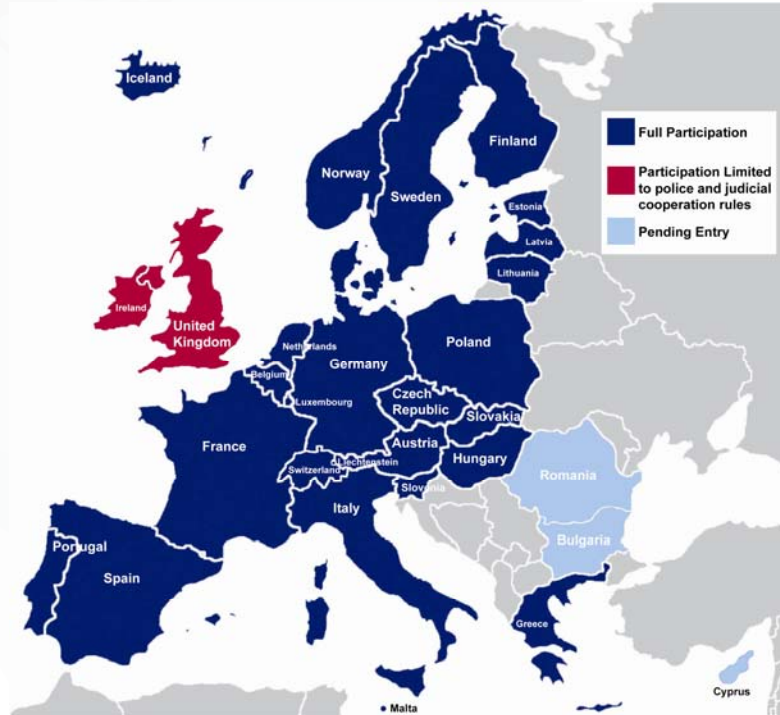 Iceland
Norway
Sweden
Finland
Full Participation
Participation Limited
to police and judicial
cooperation rules
Pending Entry
Estonia
Latvia
Lithuania
Ireland
United
Kingdom
Netherlands
Belgium
Luxembourg
Germany
Poland
Czech
Republic
Slovakia
France
Switzerland
Liechtenstein
Austria
Hungary
Slovenia
Italy
Romania
Bulgaria
Portugal
Spain
Greece
Malta
Cyprus